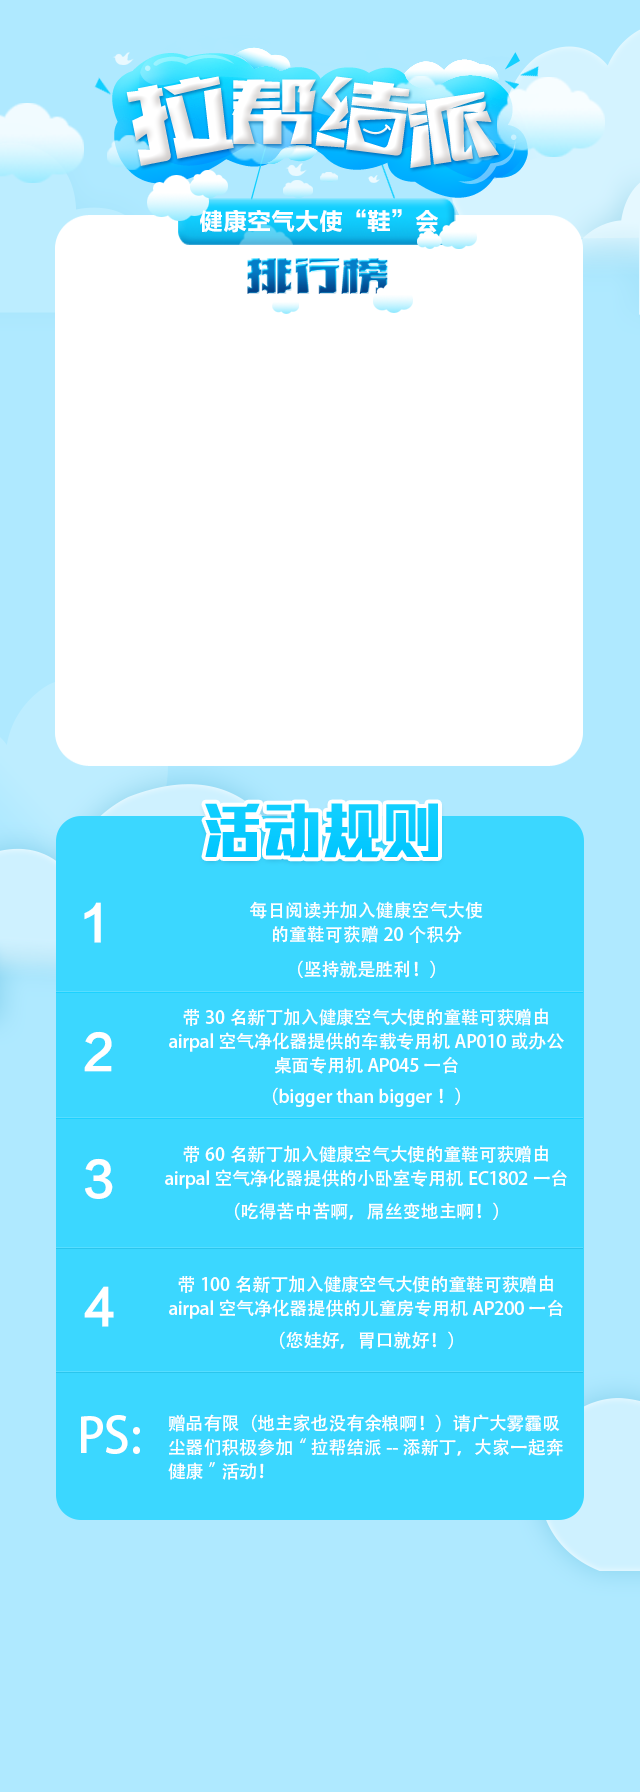 拉帮结派
健康空气大使“鞋”会
排行榜
活动规则
1
每日阅读并加入健康空气大使
的童鞋可获赠 20 个积分
（坚持就是胜利！）
2
带 30 名新丁加入健康空气大使的童鞋可获赠由
airpal 空气净化器提供的车载专用机 AP010 或办公
桌面专用机 AP045 一台
（bigger than bigger！）
3
带 60 名新丁加入健康空气大使的童鞋可获赠由
airpal 空气净化器提供的小卧室专用机 EC1802 一台
（吃得苦中苦啊，屌丝变地主啊！）
4
带 100 名新丁加入健康空气大使的童鞋可获赠由
airpal 空气净化器提供的儿童房专用机 AP200 一台
（您娃好，胃口就好！）
PS:
赠品有限（地主家也没有余粮啊！）请广大雾霾吸
尘器们积极参加 " 拉帮结派 -- 添新丁，大家一起奔
健康 " 活动！